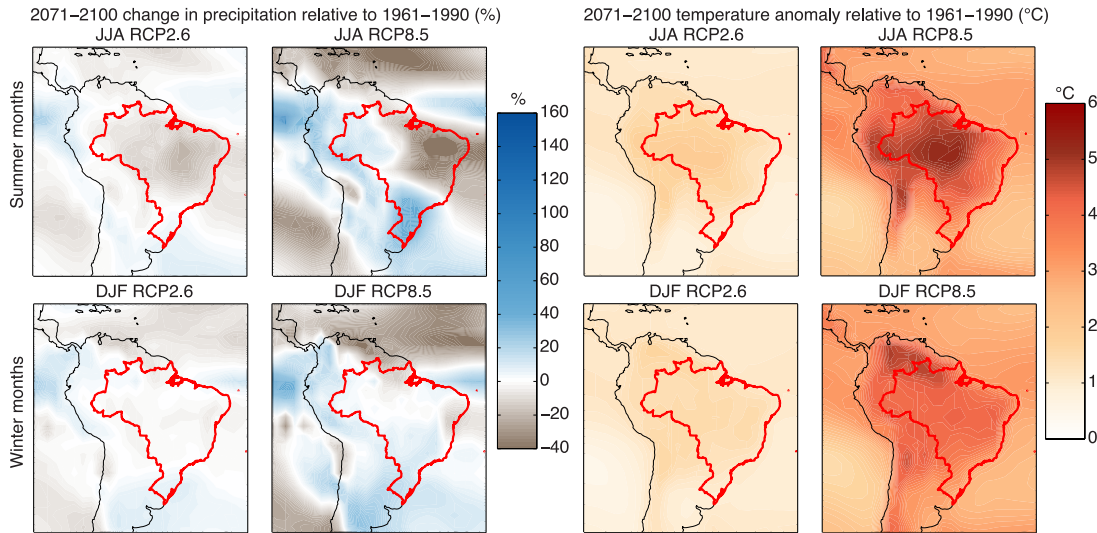 2071–2100 change in precipitation relative to 1961–1990 (%)
2071–2100 temperature anomaly relative to 1961–1990 (°C)
JJA RCP2.6
JJA RCP8.5
JJA RCP2.6
JJA RCP8.5
Summer months
%
160
140
120
100
80
60
40
20
0
−20
−40
°C
6
5
4
3
2
1
0
DJF RCP2.6
DJF RCP8.5
DJF RCP2.6
DJF RCP8.5
Winter months